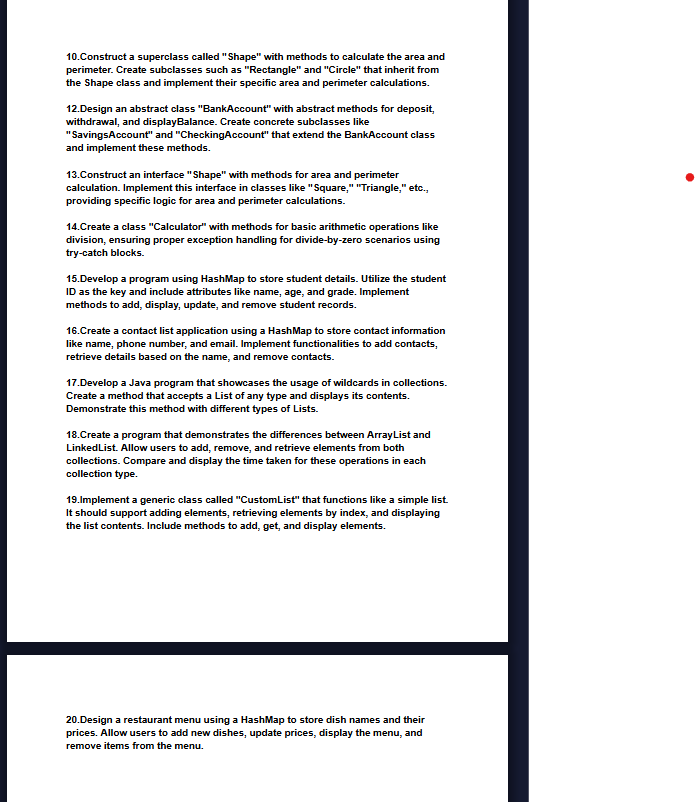 10.Construct a superclass called "Shape" with methods to calculate the area and
perimeter. Create subclasses such as "Rectangle" and "Circle" that inherit from
the Shape class and implement their specific area and perimeter calculations.
12.Design an abstract class "BankAccount" with abstract methods for deposit,
withdrawal, and displayBalance. Create concrete subclasses like
"SavingsAccount" and "CheckingAccount" that extend the BankAccount class
and implement these methods.
13.Construct an interface "Shape" with methods for area and perimeter
calculation. Implement this interface in classes like "Square," "Triangle," etc.,
providing specific logic for area and perimeter calculations.
14.Create a class "Calculator" with methods for basic arithmetic operations like
division, ensuring proper exception handling for divide-by-zero scenarios using
try-catch blocks.
15.Develop a program using HashMap to store student details. Utilize the student
ID as the key and include attributes like name, age, and grade. Implement
methods to add, display, update, and remove student records.
16.Create a contact list application using a HashMap to store contact information
like name, phone number, and email. Implement functionalities to add contacts,
retrieve details based on the name, and remove contacts.
17.Develop a Java program that showcases the usage of wildcards in collections.
Create a method that accepts a List of any type and displays its contents.
Demonstrate this method with different types of Lists.
18.Create a program that demonstrates the differences between ArrayList and
LinkedList. Allow users to add, remove, and retrieve elements from both
collections. Compare and display the time taken for these operations in each
collection type.
19.Implement a generic class called "CustomList" that functions like a simple list.
It should support adding elements, retrieving elements by index, and displaying
the list contents. Include methods to add, get, and display elements.
20.Design a restaurant menu using a HashMap to store dish names and their
prices. Allow users to add new dishes, update prices, display the menu, and
remove items from the menu.